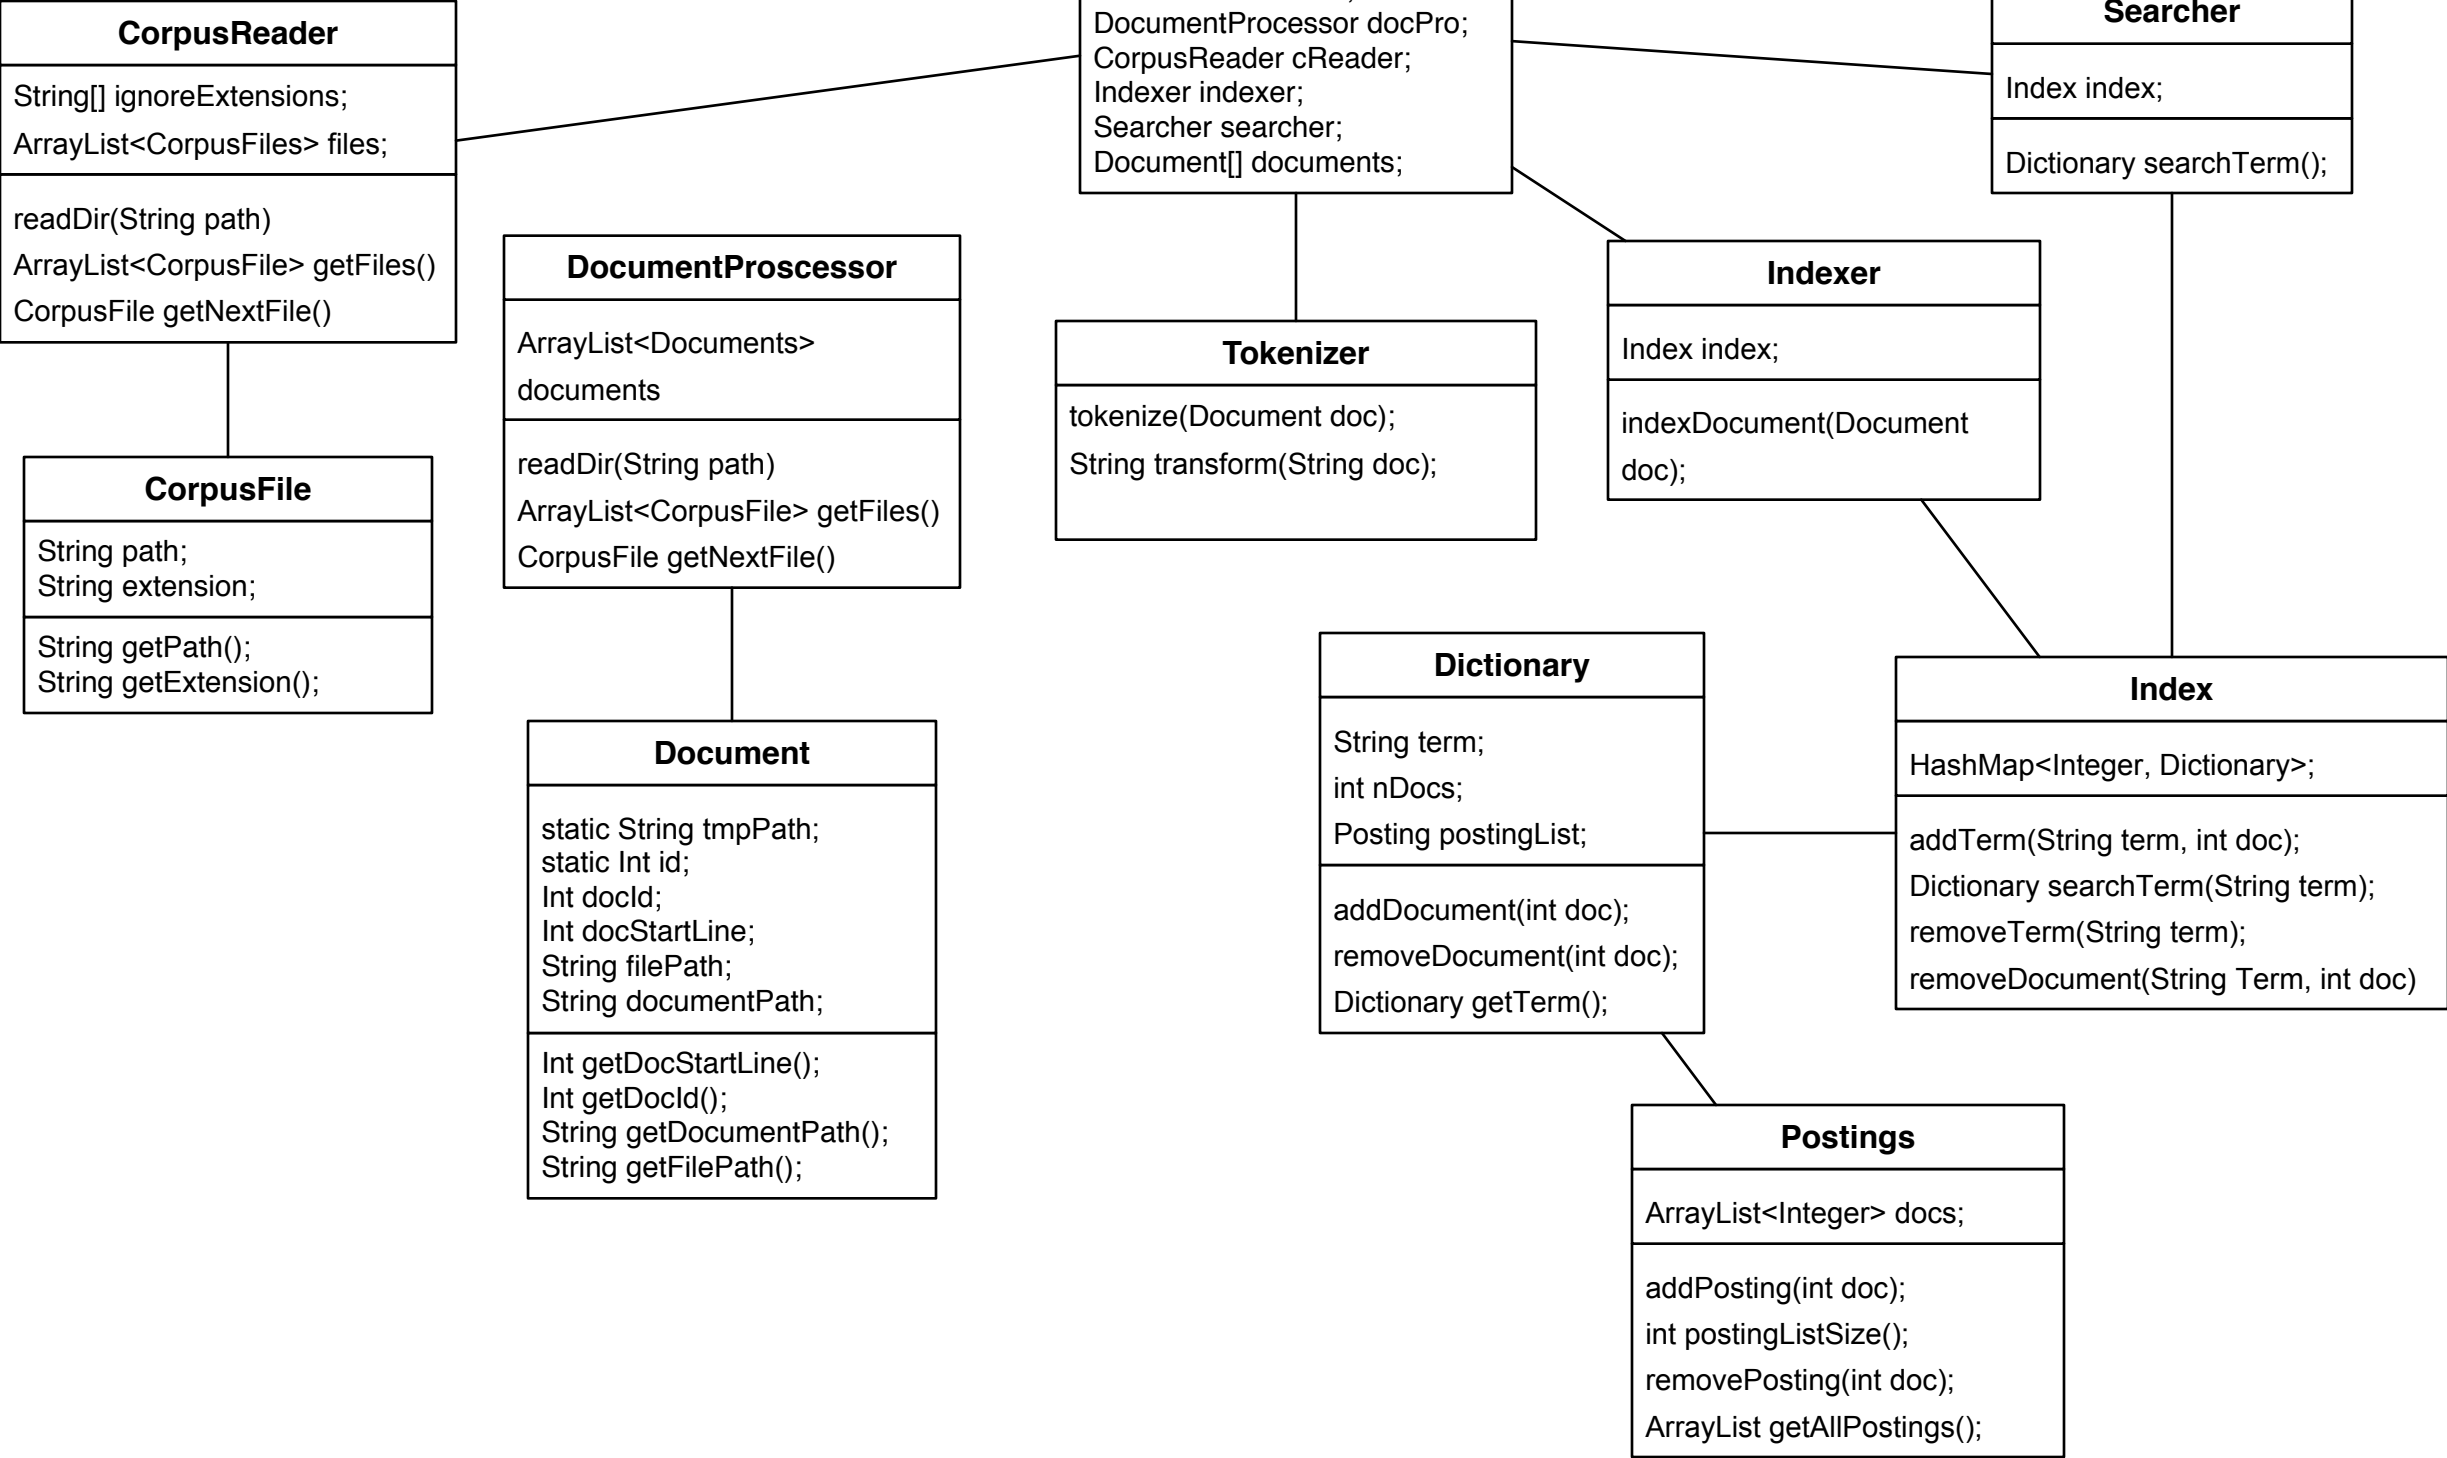 CorpusReader
String[] ignoreExtensions;
ArrayList<CorpusFiles> files;
readDir(String path)
ArrayList<CorpusFile> getFiles()
CorpusFile getNextFile()
DocumentProcessor docPro;
CorpusReader cReader;
Indexer indexer;
Searcher searcher;
Document[] documents;
Searcher
Index index;
Dictionary searchTerm();
DocumentProscessor
ArrayList<Documents>
documents
readDir(String path)
ArrayList<CorpusFile> getFiles()
CorpusFile getNextFile()
Tokenizer
tokenize(Document doc);
String transform(String doc);
Indexer
Index index;
indexDocument(Document
doc);
CorpusFile
String path;
String extension;
String getPath();
String getExtension();
Document
static String tmpPath;
static Int id;
Int docId;
Int docStartLine;
String filePath;
String documentPath;
Int getDocStartLine();
Int getDocId();
String getDocumentPath();
String getFilePath();
Dictionary
String term;
int nDocs;
Posting postingList;
addDocument(int doc);
removeDocument(int doc);
Dictionary getTerm();
Index
HashMap<Integer, Dictionary>;
addTerm(String term, int doc);
Dictionary searchTerm(String term);
removeTerm(String term);
removeDocument(String Term, int doc)
Postings
ArrayList<Integer> docs;
addPosting(int doc);
int postingListSize();
removePosting(int doc);
ArrayList getAllPostings();